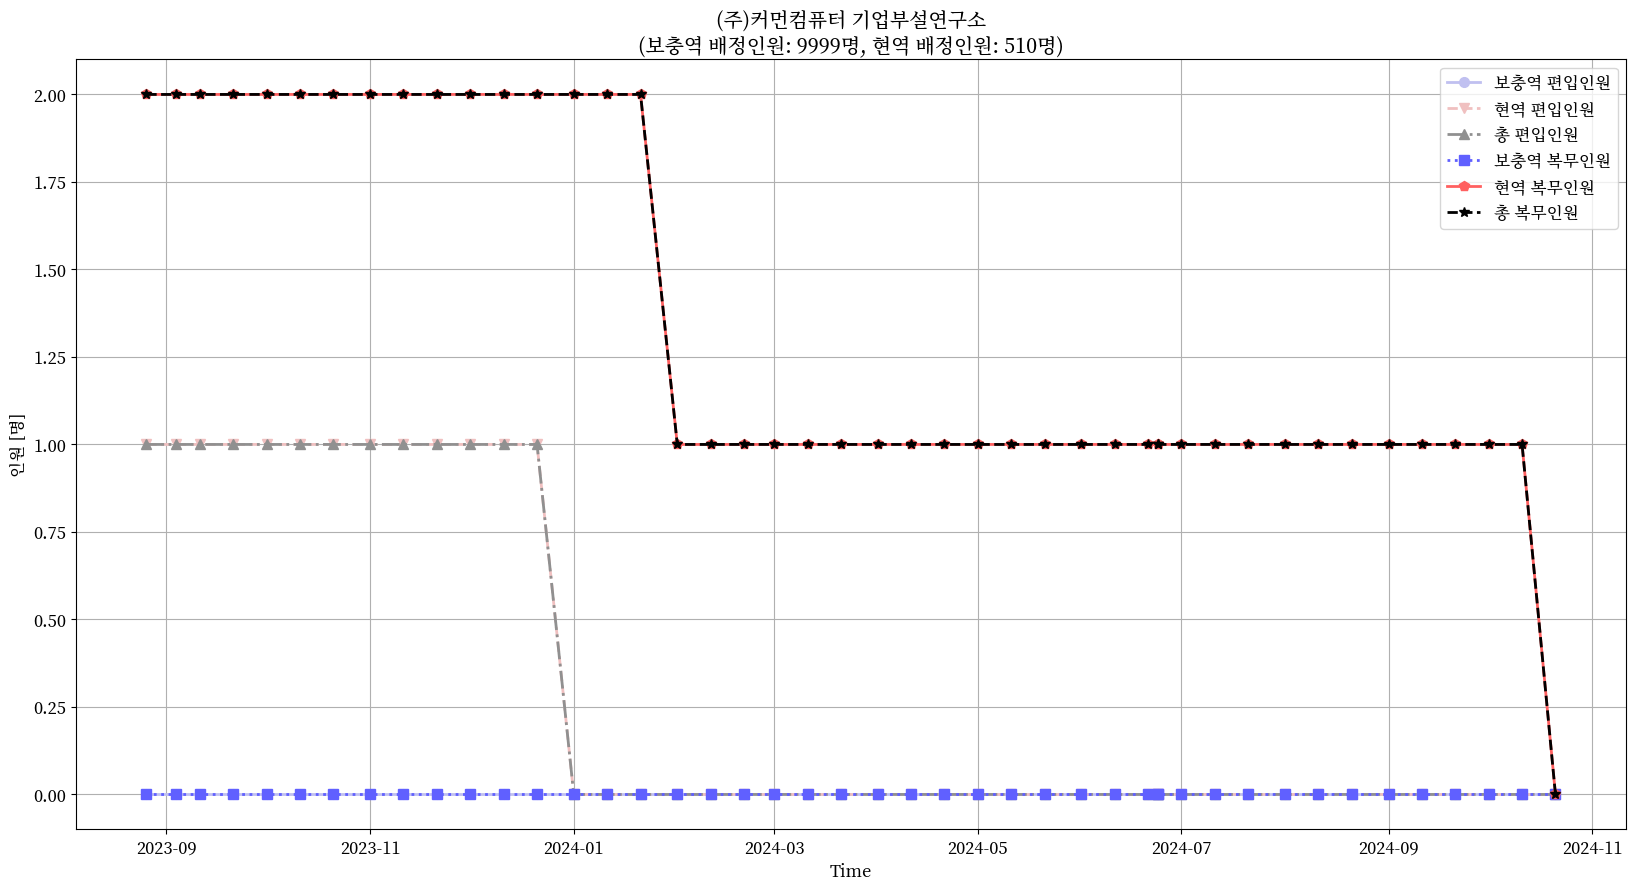 (주)커먼컴퓨터 기업부설연구소
(보충역 배정인원: 9999명, 현역 배정인원: 510명)
보충역 편입인원
현역 편입인원
총 편입인원
보충역 복무인원
현역 복무인원
총 복무인원
인원 [명]
2.00
1.75
1.50
1.25
1.00
0.75
0.50
0.25
0.00
2023-09 2023-11 2024-01 2024-03 2024-05 2024-07 2024-09 2024-11
Time